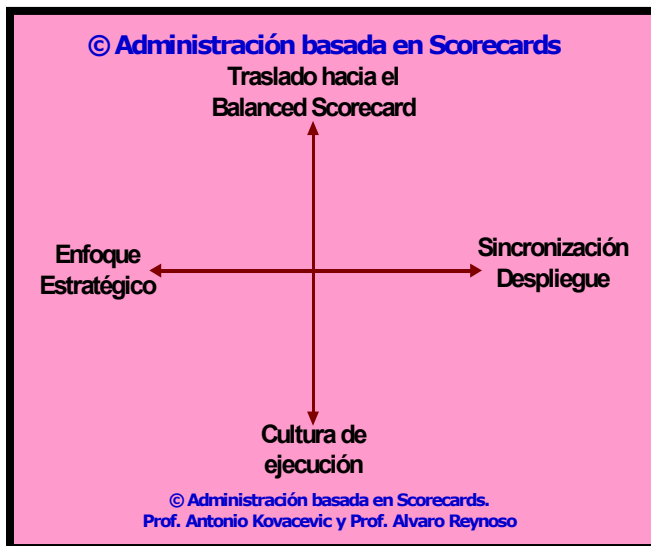 © Administración basada en Scorecards
Traslado hacia el
Balanced Scorecard
Enfoque
Estratégico
Sincronización
Despliegue
Cultura de
ejecución
© Administración basada en Scorecards.
Prof. Antonio Kovacevic y Prof. Alvaro Reynoso